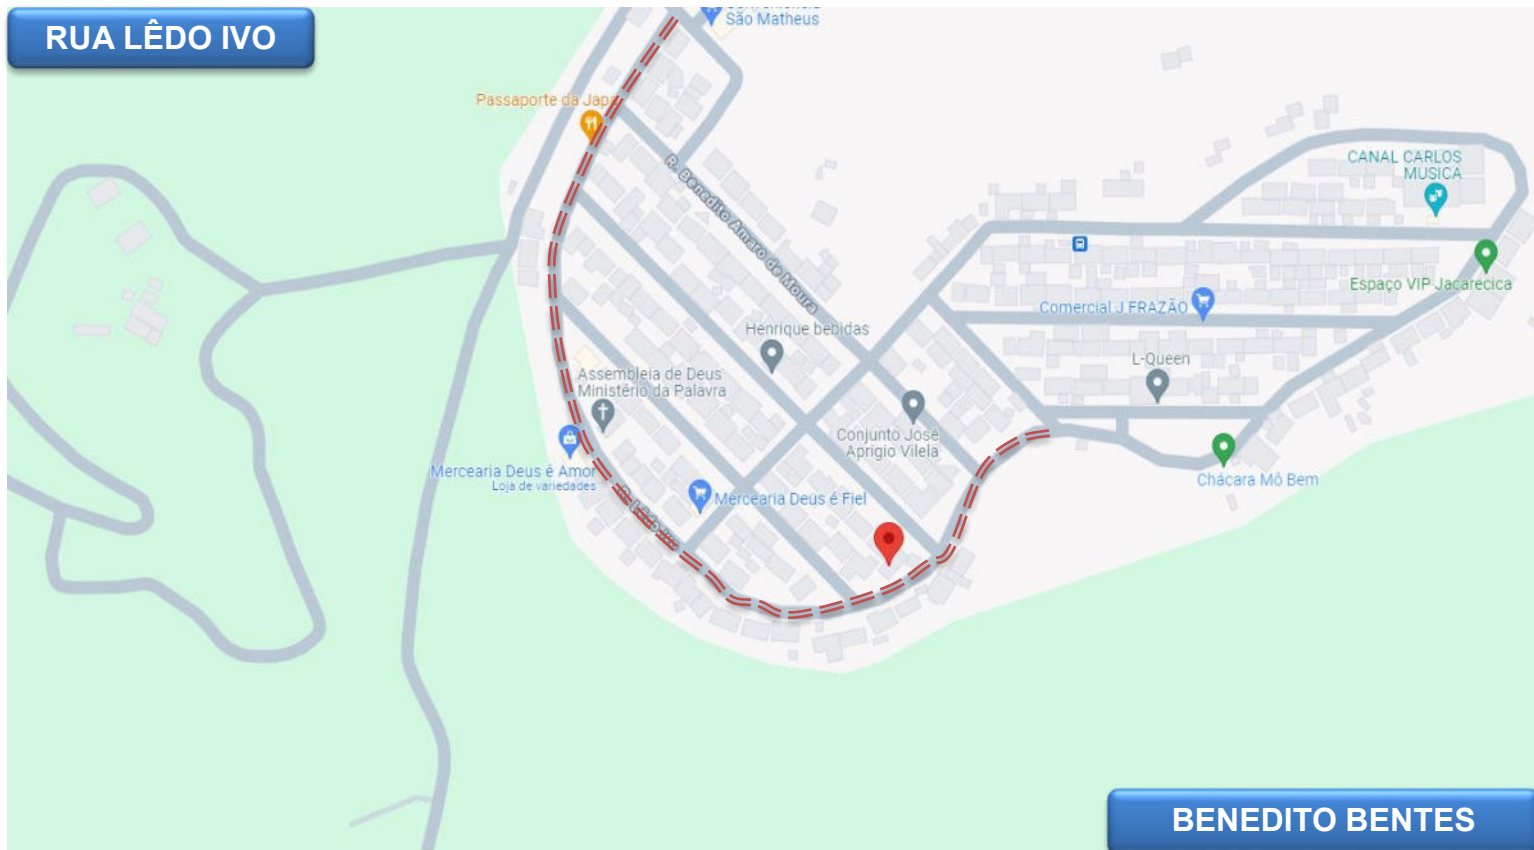 RUA LÊDO IVO
São Matheus
Passaporte da Japa
CANAL CARLOS
MUSICA
R. Benedito Amaro de Moura
Espaço VIP Jacarecica
Comercial J FRAZÃO
Henrique bebidas
L-Queen
Assembleia de Deus
Ministério da Palavra
Conjunto José
Aprigio Vilela
Mercearia Deus é Amor
Loja de variedades
Chácara Mô Bem
Mercearia Deus é Fiel
R. Lêdo Ivo
BENEDITO BENTES